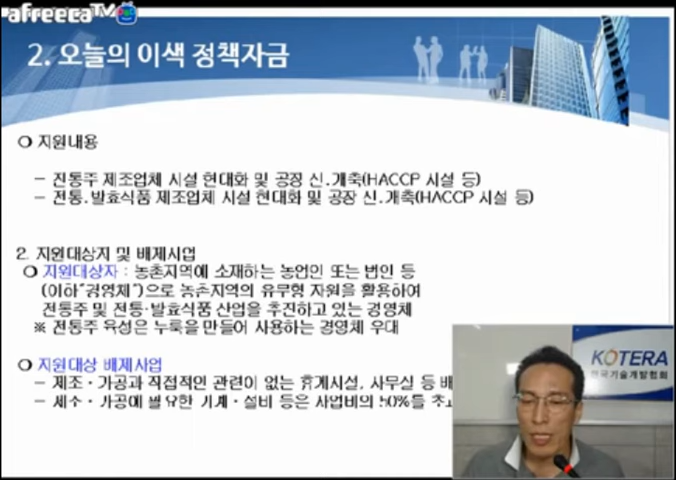 afreecaTV
2. 오늘의 이색 정책자금
❍ 지원내용
- 전통주 제조업체 시설 현대화 및 공장 신.개축(HACCP 시설 등)
- 전통.발효식품 제조업체 시설 현대화 및 공장 신.개축(HACCP 시설 등)
2. 지원대상자 및 배제사업
❍ 지원대상자 : 농촌지역에 소재하는 농업인 또는 법인 등
(이하"경영체")으로 농촌지역의 유무형 자원을 활용하여
전통주 및 전통·발효식품 산업을 추진하고 있는 경영체
※ 전통주 육성은 누룩을 만들어 사용하는 경영체 우대
❍ 지원대상 배제사업
- 제조·가공과 직접적인 관련이 없는 휴게시설, 사무실 등 배
- 제조·가공에 필요한 기계·설비 등은 사업비의 50%를 초
KOTERA
한국기술개발협회